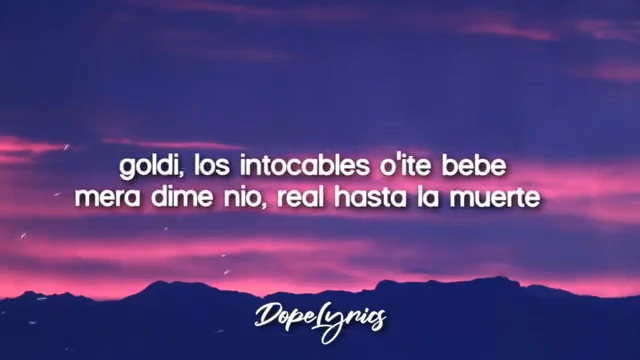 goldi, los intocables o'ite bebe
mera dime nio, real hasta la muerte
DopeLyrics